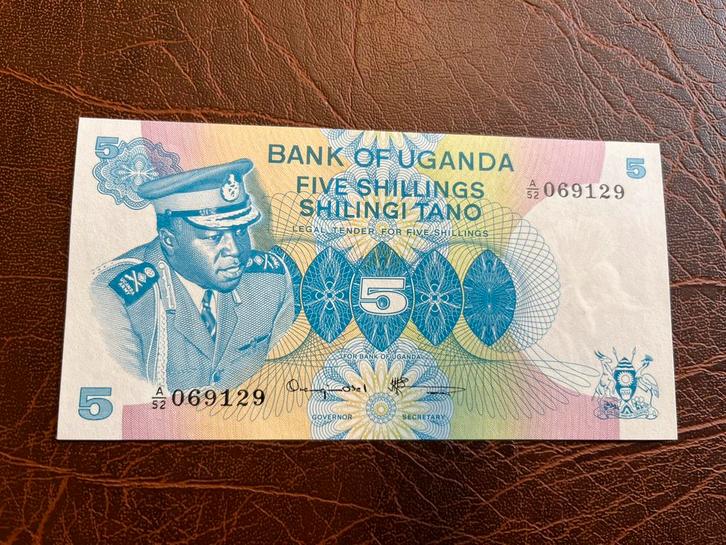 5
BANK OF UGANDA
5
FIVE SHILLINGS
A/52 069129
SHILINGI TANO
LEGAL TENDER FOR FIVE SHILLINGS
5
FOR BANK OF UGANDA
5
A/52 069129
GOVERNOR SECRETARY